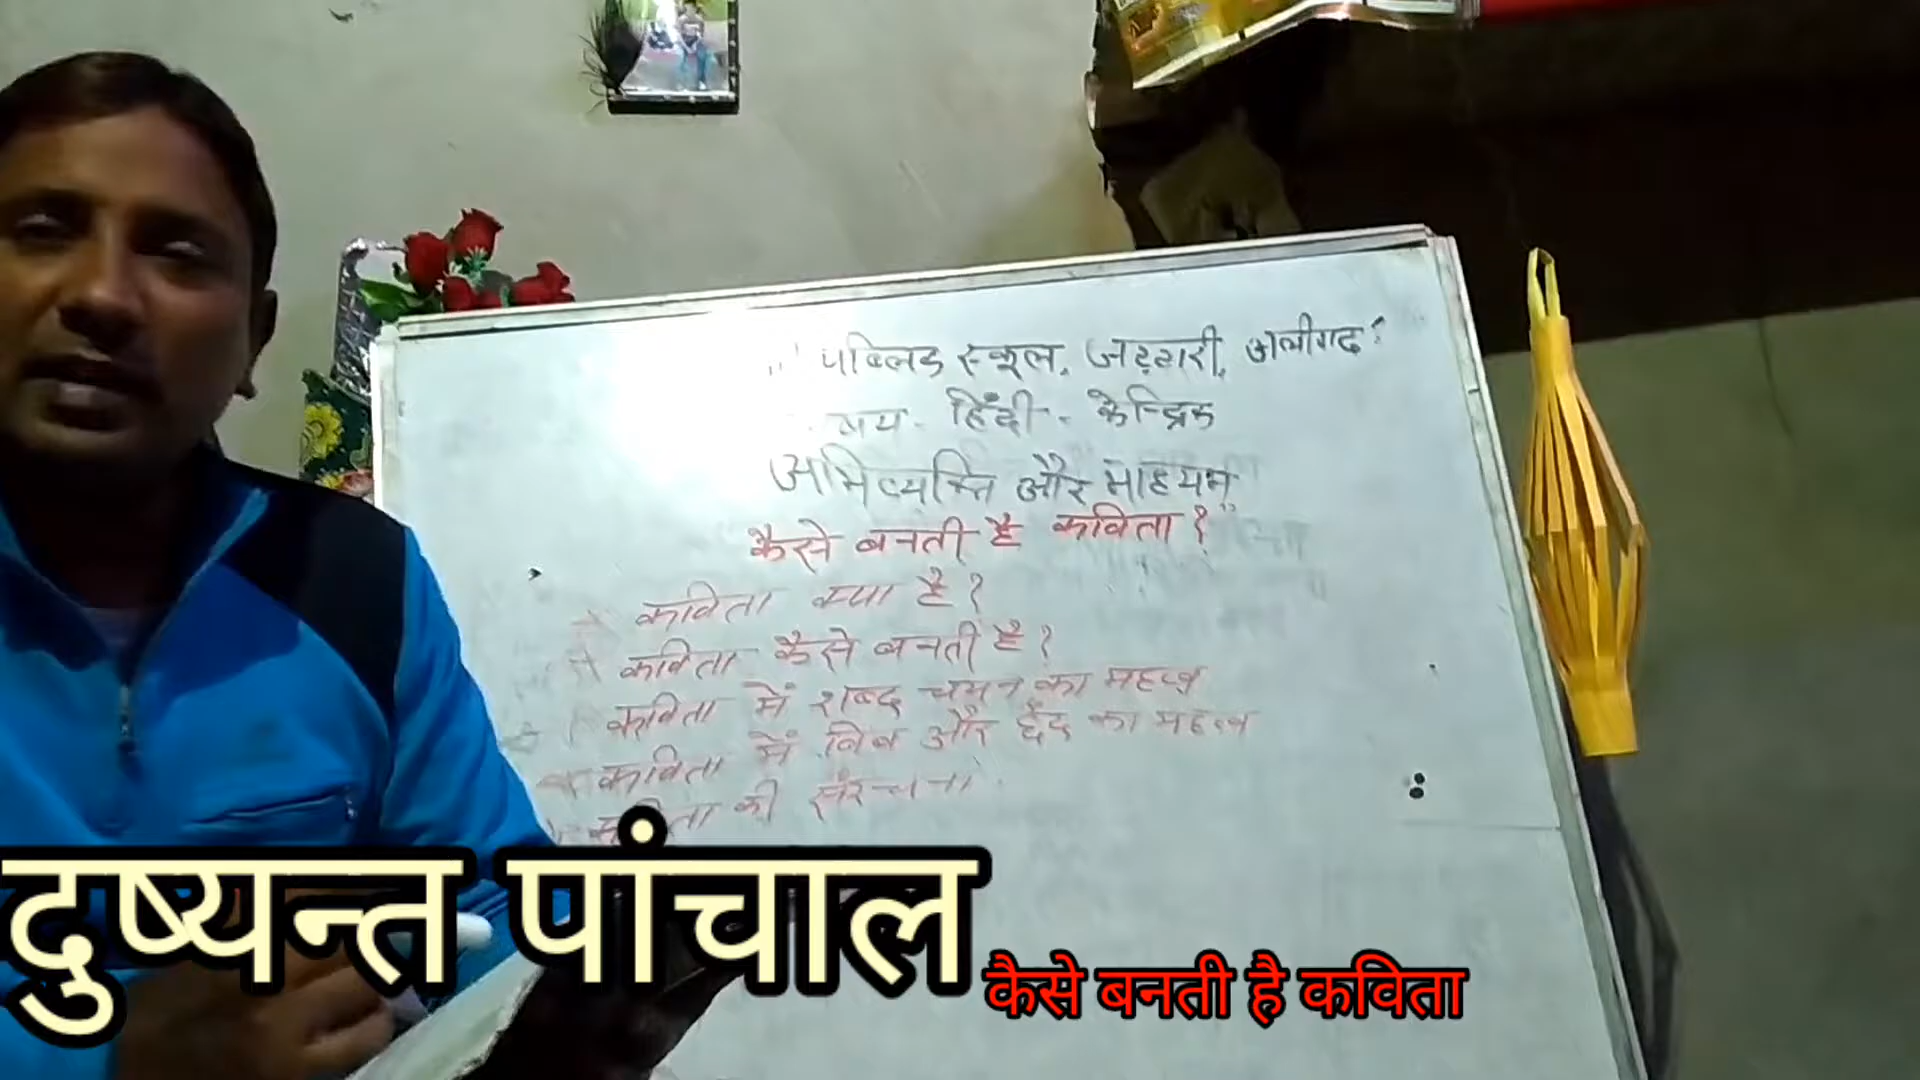 पब्लिक स्कूल, जट्टारी, अलीगढ़
हिंदी - केन्द्रिक
अभिव्यक्ति और माध्यम
कैसे बनती है कविता ?"
कविता क्या है ?
कविता कैसे बनती है ?
कविता में शब्द चयन का महत्व
कविता में बिंब और छंद का महत्व
कविता की संरचना
दुष्यन्त पांचाल
कैसे बनती है कविता